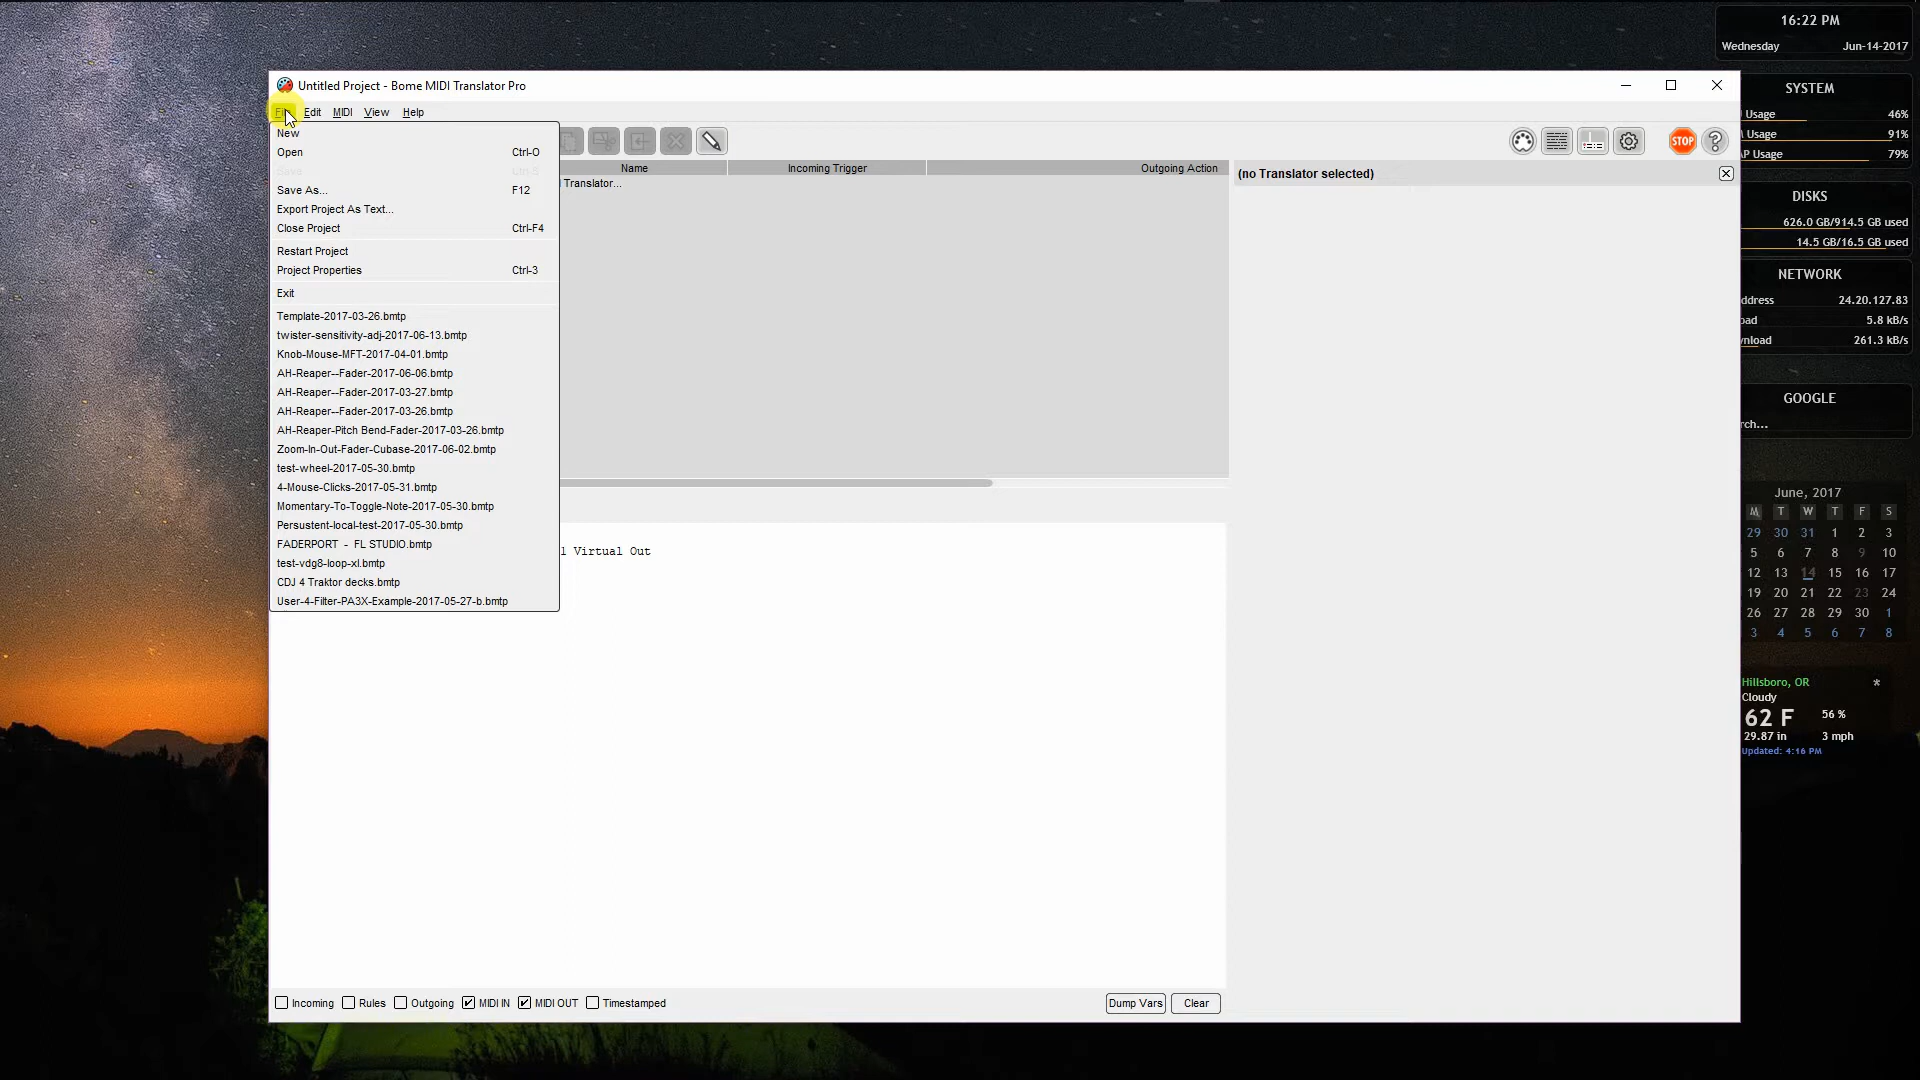 16:22 PM
Wednesday Jun-14-2017
Untitled Project - Bome MIDI Translator Pro
Edit MIDI View Help
New
Open Ctrl-O
Save Ctrl-S
Save As... F12
Export Project As Text...
Close Project Ctrl-F4
Restart Project
Project Properties Ctrl-3
Exit
Template-2017-03-26.bmtp
twister-sensitivity-adj-2017-06-13.bmtp
Knob-Mouse-MFT-2017-04-01.bmtp
AH-Reaper--Fader-2017-06-06.bmtp
AH-Reaper--Fader-2017-03-27.bmtp
AH-Reaper--Fader-2017-03-26.bmtp
AH-Reaper-Pitch Bend-Fader-2017-03-26.bmtp
Zoom-In-Out-Fader-Cubase-2017-06-02.bmtp
test-wheel-2017-05-30.bmtp
4-Mouse-Clicks-2017-05-31.bmtp
Momentary-To-Toggle-Note-2017-05-30.bmtp
Persustent-local-test-2017-05-30.bmtp
FADERPORT - FL STUDIO.bmtp
test-vdg8-loop-xl.bmtp
CDJ 4 Traktor decks.bmtp
User-4-Filter-PA3X-Example-2017-05-27-b.bmtp
STOP ?
Name Incoming Trigger Outgoing Action
Translator...
(no Translator selected)
l Virtual Out
Incoming Rules Outgoing MIDI IN MIDI OUT Timestamped
Dump Vars Clear
SYSTEM
Usage 46%
Usage 91%
P Usage 79%
DISKS
626.0 GB/914.5 GB used
14.5 GB/16.5 GB used
NETWORK
ddress 24.20.127.83
oad 5.8 kB/s
wnload 261.3 kB/s
GOOGLE
rch...
June, 2017
M T W T F S
29 30 31 1 2 3
5 6 7 8 9 10
12 13 14 15 16 17
19 20 21 22 23 24
26 27 28 29 30 1
3 4 5 6 7 8
Hillsboro, OR *
Cloudy
62 F 56 %
29.87 in 3 mph
Updated: 4:16 PM